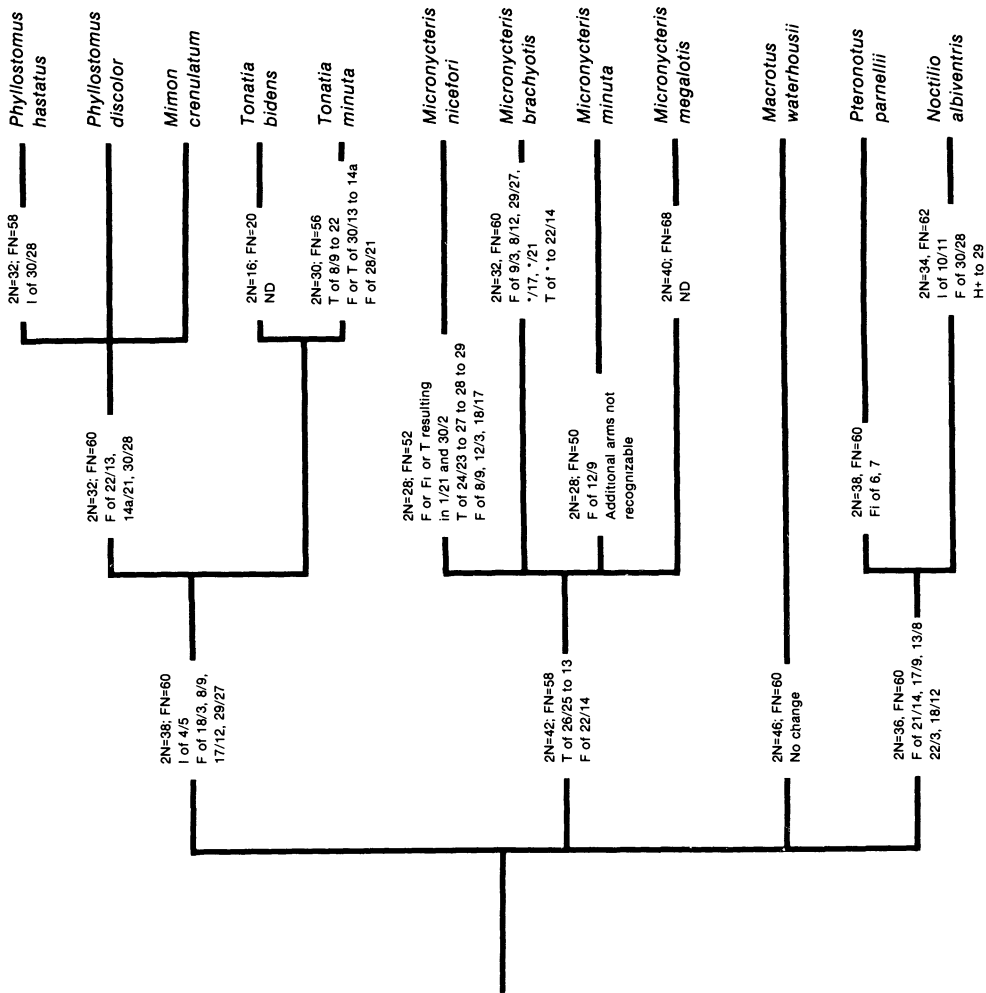 Phyllostomus
hastatus
2N=32; FN=58
I of 30/28
Phyllostomus
discolor
2N=32; FN=60
F of 22/13,
14a/21, 30/28
Mimon
crenulatum
Tonatia
bidens
2N=16; FN=20
ND
Tonatia
minuta
2N=30; FN=56
T of 8/9 to 22
F or T of 30/13 to 14a
F of 28/21
2N=38; FN=60
I of 4/5
F of 18/3, 8/9,
17/12, 29/27
Micronycteris
nicefori
2N=28; FN=52
F or Fi or T resulting
in 1/21 and 30/2
T of 24/23 to 27 to 28 to 29
F of 8/9, 12/3, 18/17
Micronycteris
brachyotis
2N=32, FN=60
F of 9/3, 8/12, 29/27,
*/17, */21
T of * to 22/14
Micronycteris
minuta
2N=28; FN=50
F of 12/9
Additional arms not
recognizable
Micronycteris
megalotis
2N=40; FN=68
ND
2N=42; FN=58
T of 26/25 to 13
F of 22/14
Macrotus
waterhousii
2N=46; FN=60
No change
Pteronotus
parnellii
2N=38, FN=60
Fi of 6, 7
Noctilio
albiventris
2N=34, FN=62
I of 10/11
F of 30/28
H+ to 29
2N=36, FN=60
F of 21/14, 17/9, 13/8
22/3, 18/12